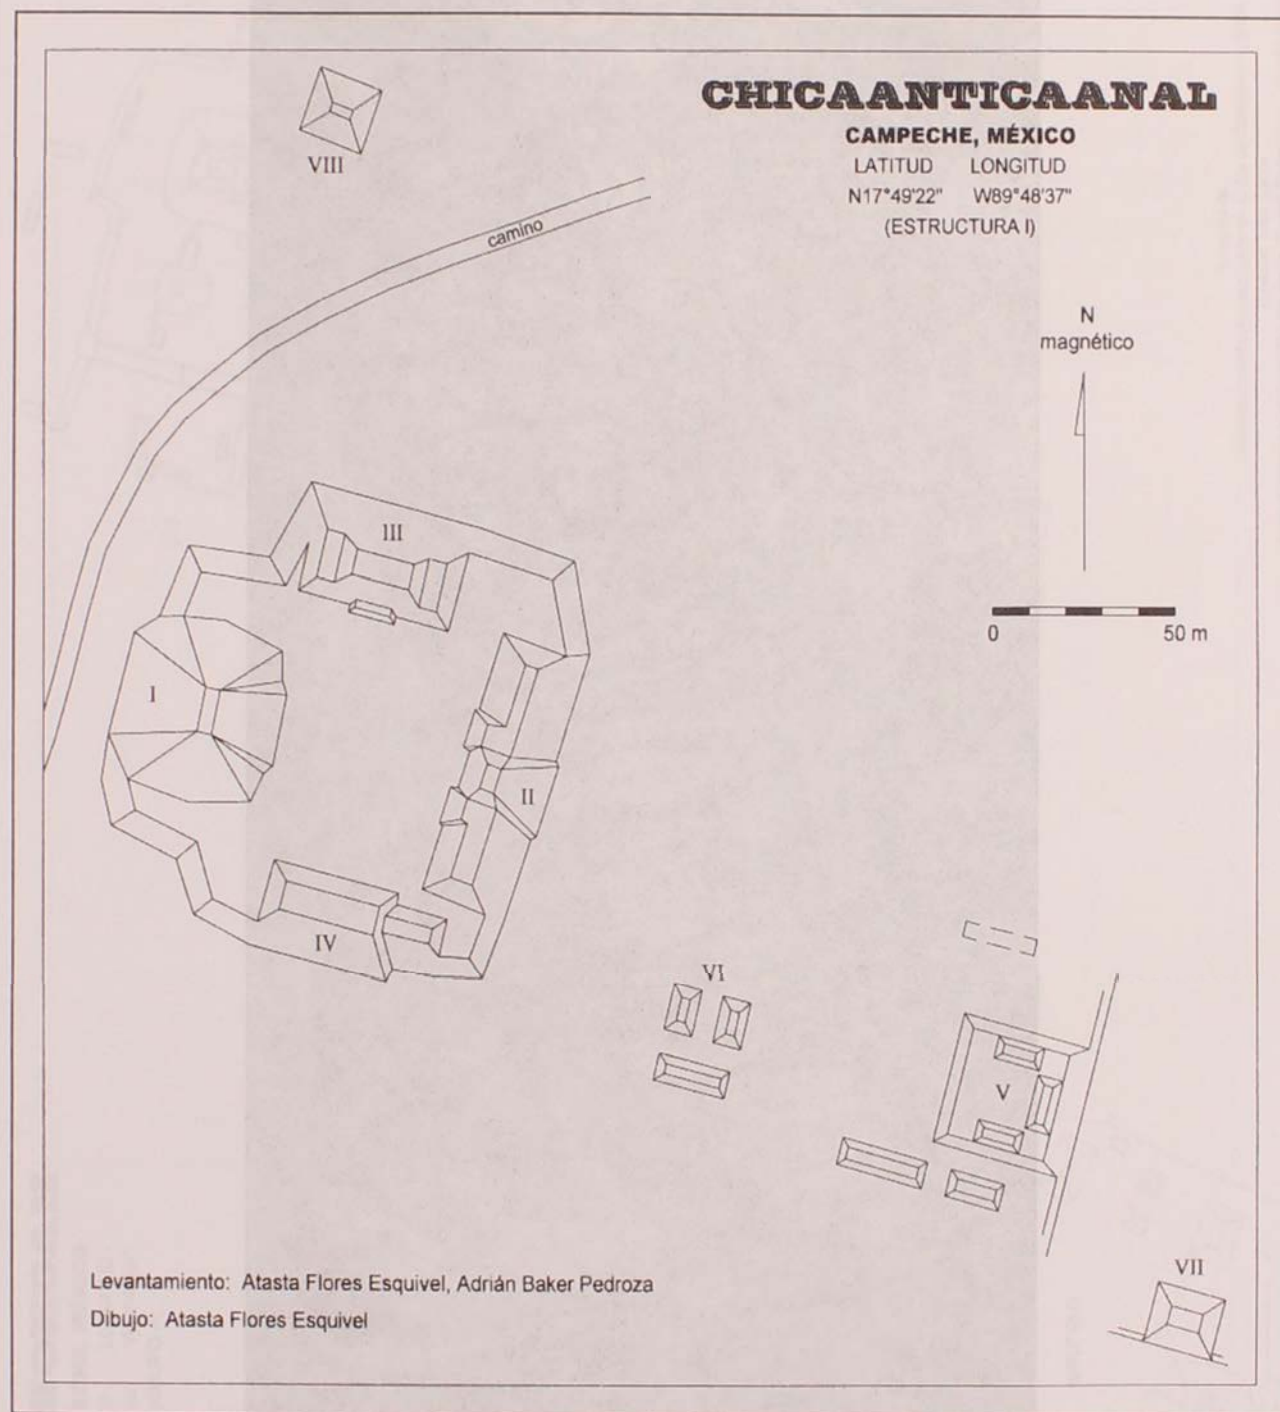 CHICAANTICAANAL
CAMPECHE, MÉXICO
LATITUD LONGITUD
N17°49'22" W89°48'37"
(ESTRUCTURA I)
VIII
camino
N
magnético
0 50 m
III
I
II
IV
VI
V
VII
Levantamiento: Atasta Flores Esquivel, Adrián Baker Pedroza
Dibujo: Atasta Flores Esquivel